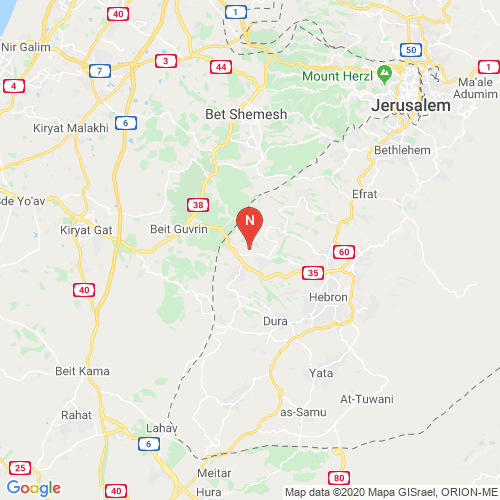 40
60
1
Nir Galim
3
50
7
44
Mount Herzl
1
4
Jerusalem
Ma'ale
Adumim
Bet Shemesh
Kiryat Malakhi
6
Bethlehem
Efrat
Sde Yo'av
38
Kiryat Gat
Beit Guvrin
N
60
35
40
Hebron
Dura
Beit Kama
Yata
At-Tuwani
Rahat
as-Samu
Lahav
6
25
Meitar
80
40
Hura
Google
Map data ©2020 Mapa GISrael, ORION-ME